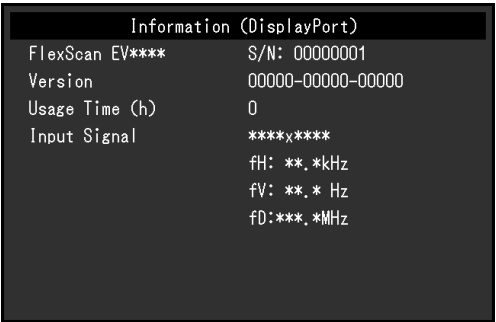 Information (DisplayPort)
FlexScan EV**** S/N: 00000001
Version 00000-00000-00000
Usage Time (h) 0
Input Signal ****x****
fH: **.*kHz
fV: **.* Hz
fD:***.*MHz